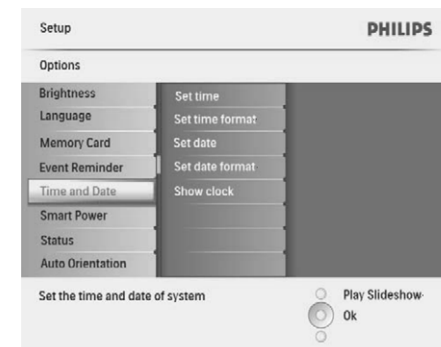 Setup
PHILIPS
Options
Brightness
Language
Memory Card
Event Reminder
Time and Date
Smart Power
Status
Auto Orientation
Set time
Set time format
Set date
Set date format
Show clock
Set the time and date of system
Play Slideshow
Ok